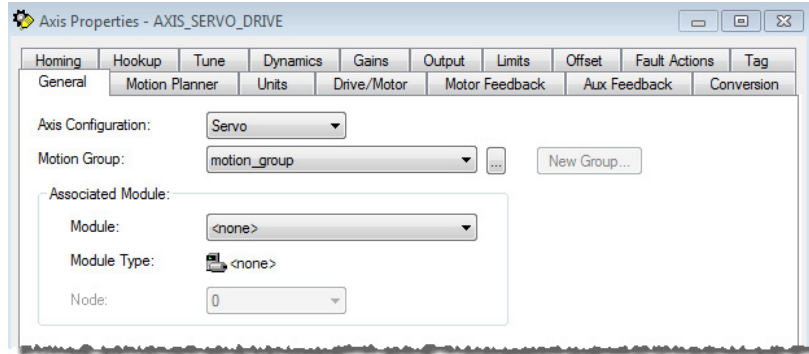 Axis Properties - AXIS_SERVO_DRIVE
Homing Hookup Tune Dynamics Gains Output Limits Offset Fault Actions Tag
General Motion Planner Units Drive/Motor Motor Feedback Aux Feedback Conversion
Axis Configuration: Servo
Motion Group: motion_group ... New Group...
Associated Module:
Module: <none>
Module Type: <none>
Node: 0